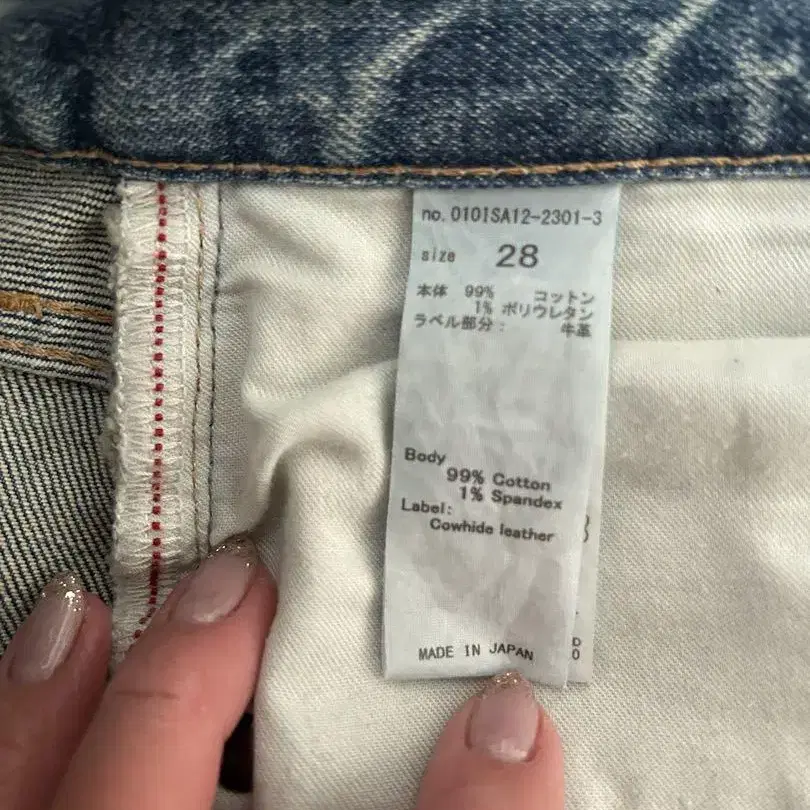 no. 0101SA12-2301-3
size 28
本体 99% コットン
1% ポリウレタン
ラベル部分: 牛革
Body
99% Cotton
1% Spandex
Label:
Cowhide leather
MADE IN JAPAN
D
0